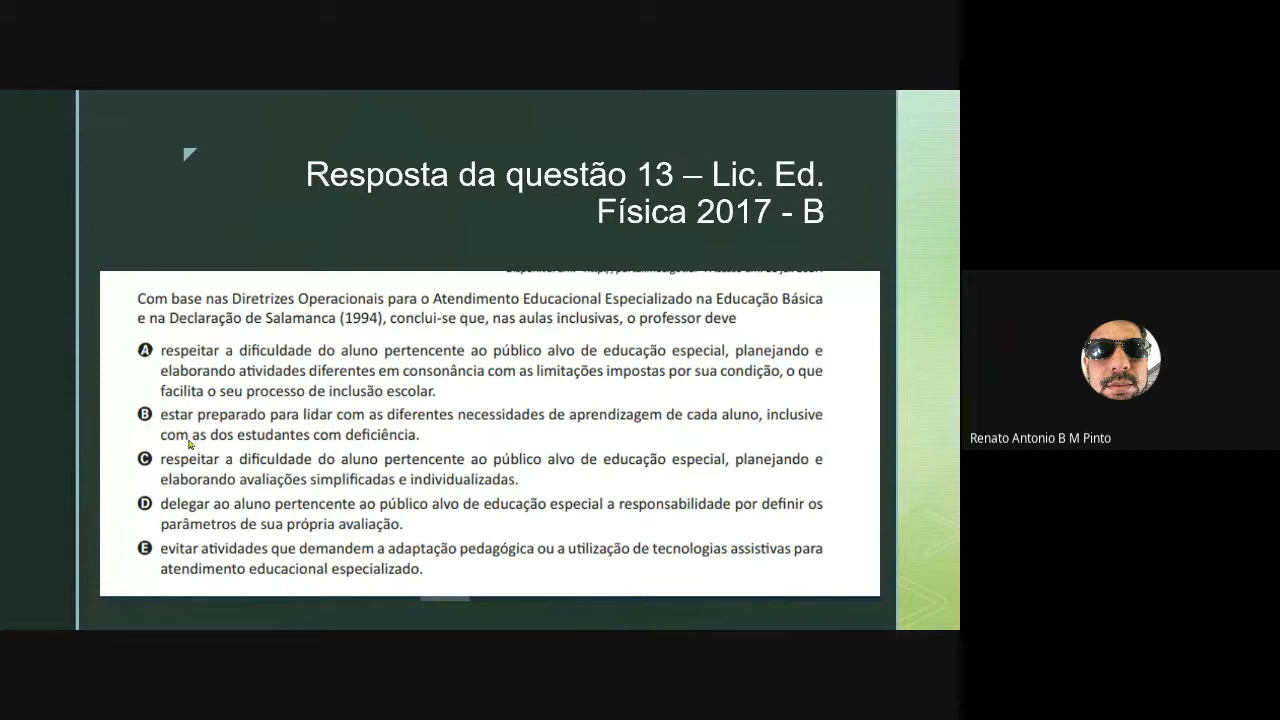 Resposta da questão 13 – Lic. Ed.
Física 2017 - B
Com base nas Diretrizes Operacionais para o Atendimento Educacional Especializado na Educação Básica
e na Declaração de Salamanca (1994), conclui-se que, nas aulas inclusivas, o professor deve
A respeitar a dificuldade do aluno pertencente ao público alvo de educação especial, planejando e
elaborando atividades diferentes em consonância com as limitações impostas por sua condição, o que
facilita o seu processo de inclusão escolar.
B estar preparado para lidar com as diferentes necessidades de aprendizagem de cada aluno, inclusive
com as dos estudantes com deficiência.
C respeitar a dificuldade do aluno pertencente ao público alvo de educação especial, planejando e
elaborando avaliações simplificadas e individualizadas.
D delegar ao aluno pertencente ao público alvo de educação especial a responsabilidade por definir os
parâmetros de sua própria avaliação.
E evitar atividades que demandem a adaptação pedagógica ou a utilização de tecnologias assistivas para
atendimento educacional especializado.
Renato Antonio B M Pinto